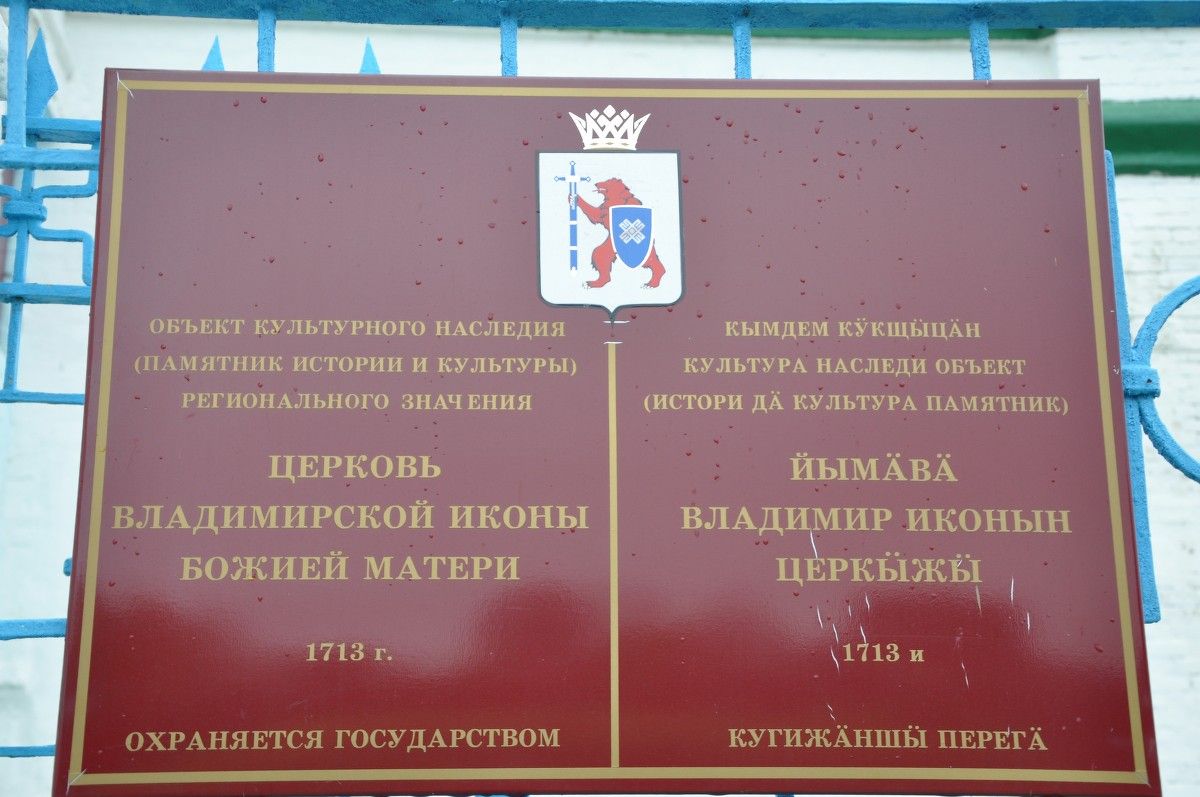 ОБЪЕКТ КУЛЬТУРНОГО НАСЛЕДИЯ
(ПАМЯТНИК ИСТОРИИ И КУЛЬТУРЫ)
РЕГИОНАЛЬНОГО ЗНАЧЕНИЯ
ЦЕРКОВЬ
ВЛАДИМИРСКОЙ ИКОНЫ
БОЖИЕЙ МАТЕРИ
1713 г.
ОХРАНЯЕТСЯ ГОСУДАРСТВОМ
КЫМДЕМ КӰКШӸЦӒН
КУЛЬТУРА НАСЛЕДИ ОБЪЕКТ
(ИСТОРИ ДӒ КУЛЬТУРА ПАМЯТНИК)
ЙЫМӒВӒ
ВЛАДИМИР ИКОНЫН
ЦЕРКӸЖӸ
1713 и
КУГИЖӒНШӸ ПЕРЕГӒ